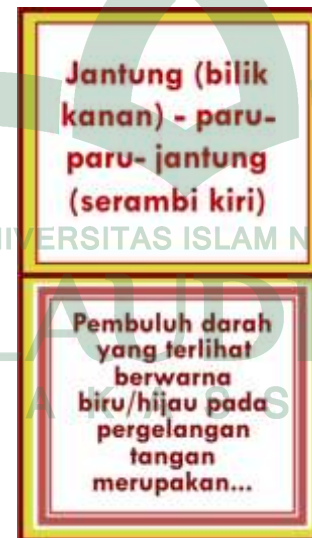 Jantung (bilik
kanan) - paru-
paru- jantung
(serambi kiri)
Pembuluh darah
yang terlihat
berwarna
biru/hijau pada
pergelangan
tangan
merupakan...